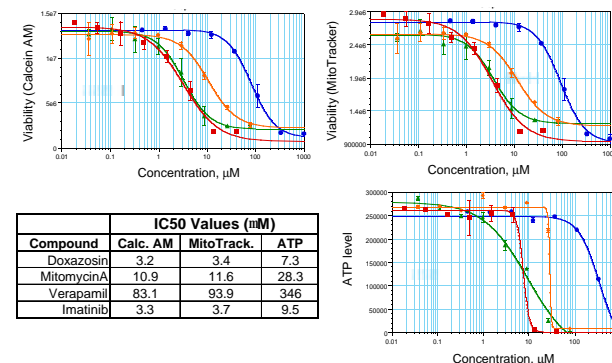 1.5e7
1e7
5e6
0
0.01 0.1 1 10 100 1000
Viability (Calcein AM)
Concentration, µM
2.9e6
2.4e6
1.9e6
1.4e6
900000
0.01 0.1 1 10 100
Viability (MitoTracker)
Concentration, µM
IC50 Values (mM)
Compound Calc. AM MitoTrack. ATP
Doxazosin 3.2 3.4 7.3
MitomycinA 10.9 11.6 28.3
Verapamil 83.1 93.9 346
Imatinib 3.3 3.7 9.5
300000
250000
200000
150000
100000
50000
0
0.01 0.1 1 10 100
ATP level
Concentration, µM